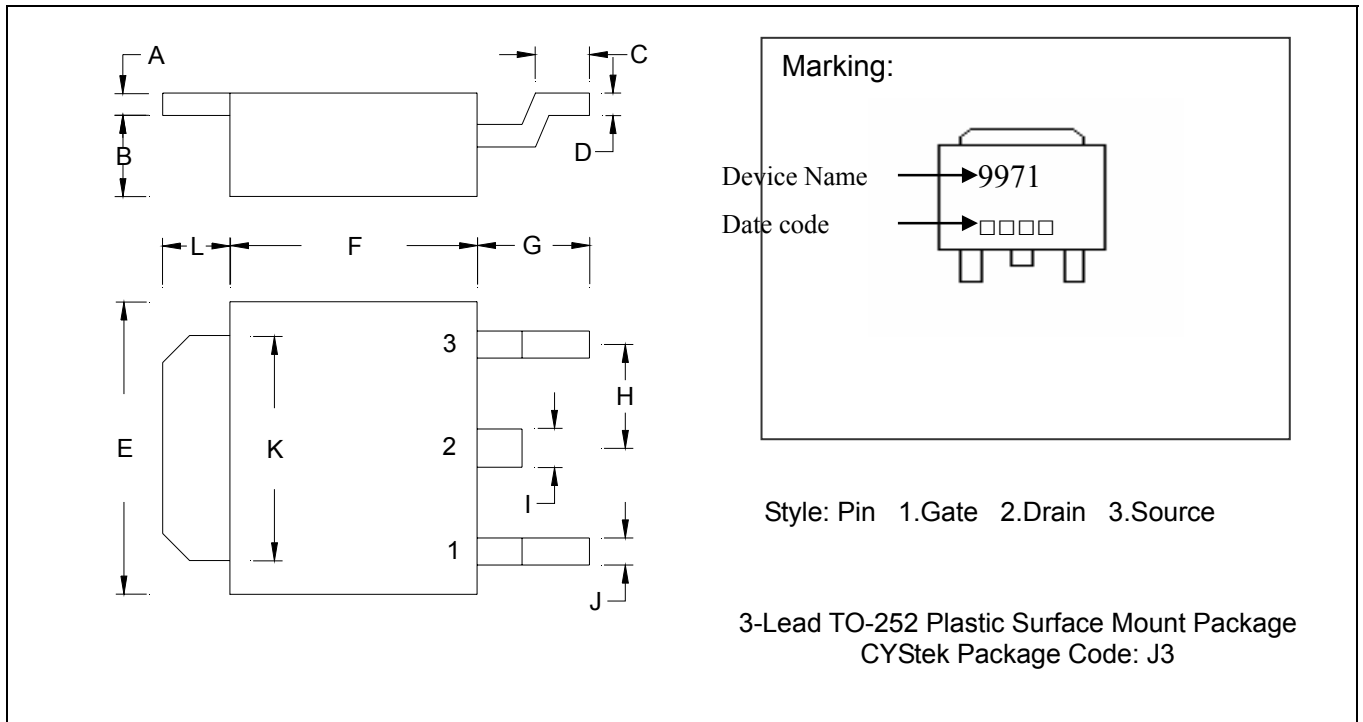 A
C
B
D
L
F
G
3
H
E
K
2
I
1
J
Marking:
Device Name
9971
Date code
□□□□
Style: Pin 1.Gate 2.Drain 3.Source
3-Lead TO-252 Plastic Surface Mount Package
CYStek Package Code: J3